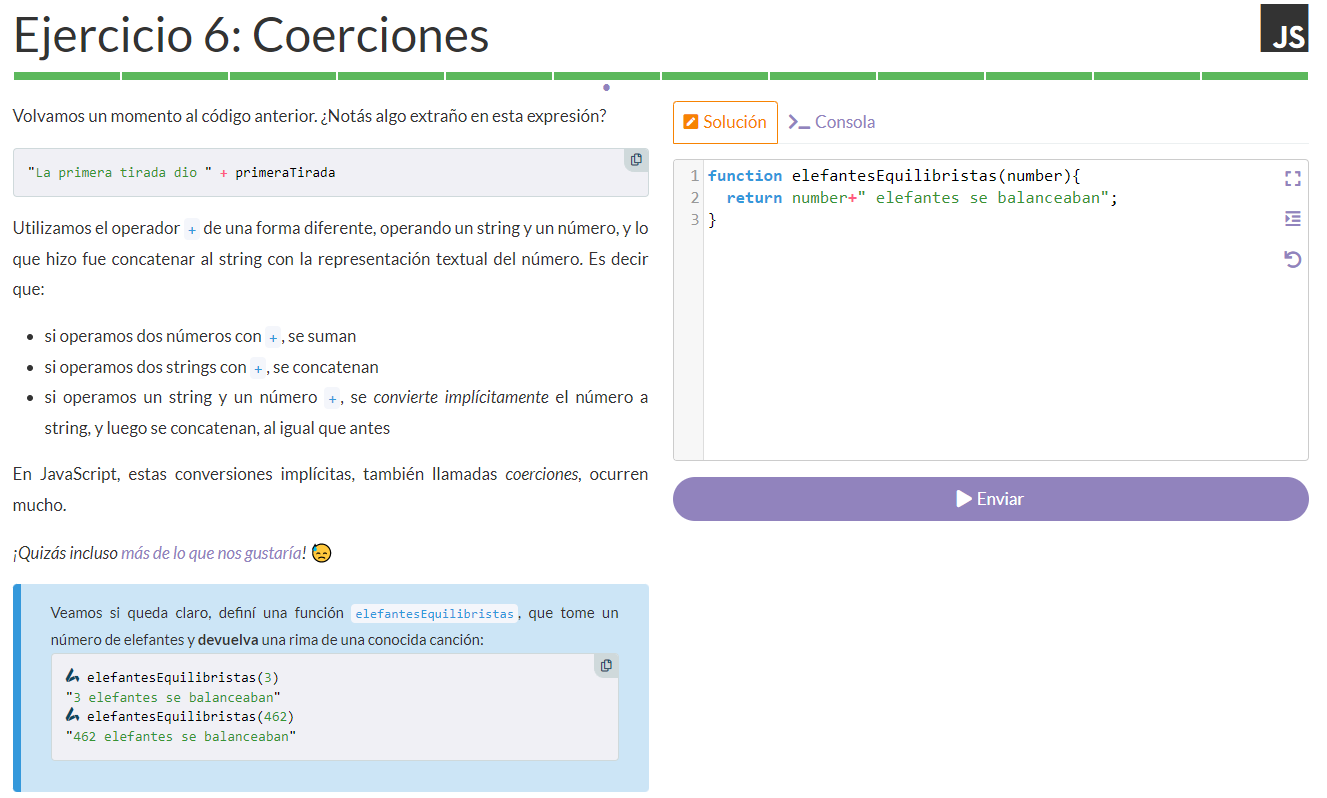 Ejercicio 6: Coerciones
JS
Volvamos un momento al código anterior. ¿Notás algo extraño en esta expresión?
"La primera tirada dio " + primeraTirada
Utilizamos el operador + de una forma diferente, operando un string y un número, y lo
que hizo fue concatenar al string con la representación textual del número. Es decir
que:
si operamos dos números con +, se suman
si operamos dos strings con +, se concatenan
si operamos un string y un número +, se convierte implícitamente el número a
string, y luego se concatenan, al igual que antes
En JavaScript, estas conversiones implícitas, también llamadas coerciones, ocurren
mucho.
¡Quizás incluso más de lo que nos gustaría! 😓
Veamos si queda claro, definí una función elefantesEquilibristas, que tome un
número de elefantes y devuelva una rima de una conocida canción:
elefantesEquilibristas(3)
"3 elefantes se balanceaban"
elefantesEquilibristas(462)
"462 elefantes se balanceaban"
Solución
Consola
1 function elefantesEquilibristas(number){
2   return number+" elefantes se balanceaban";
3 }
Enviar